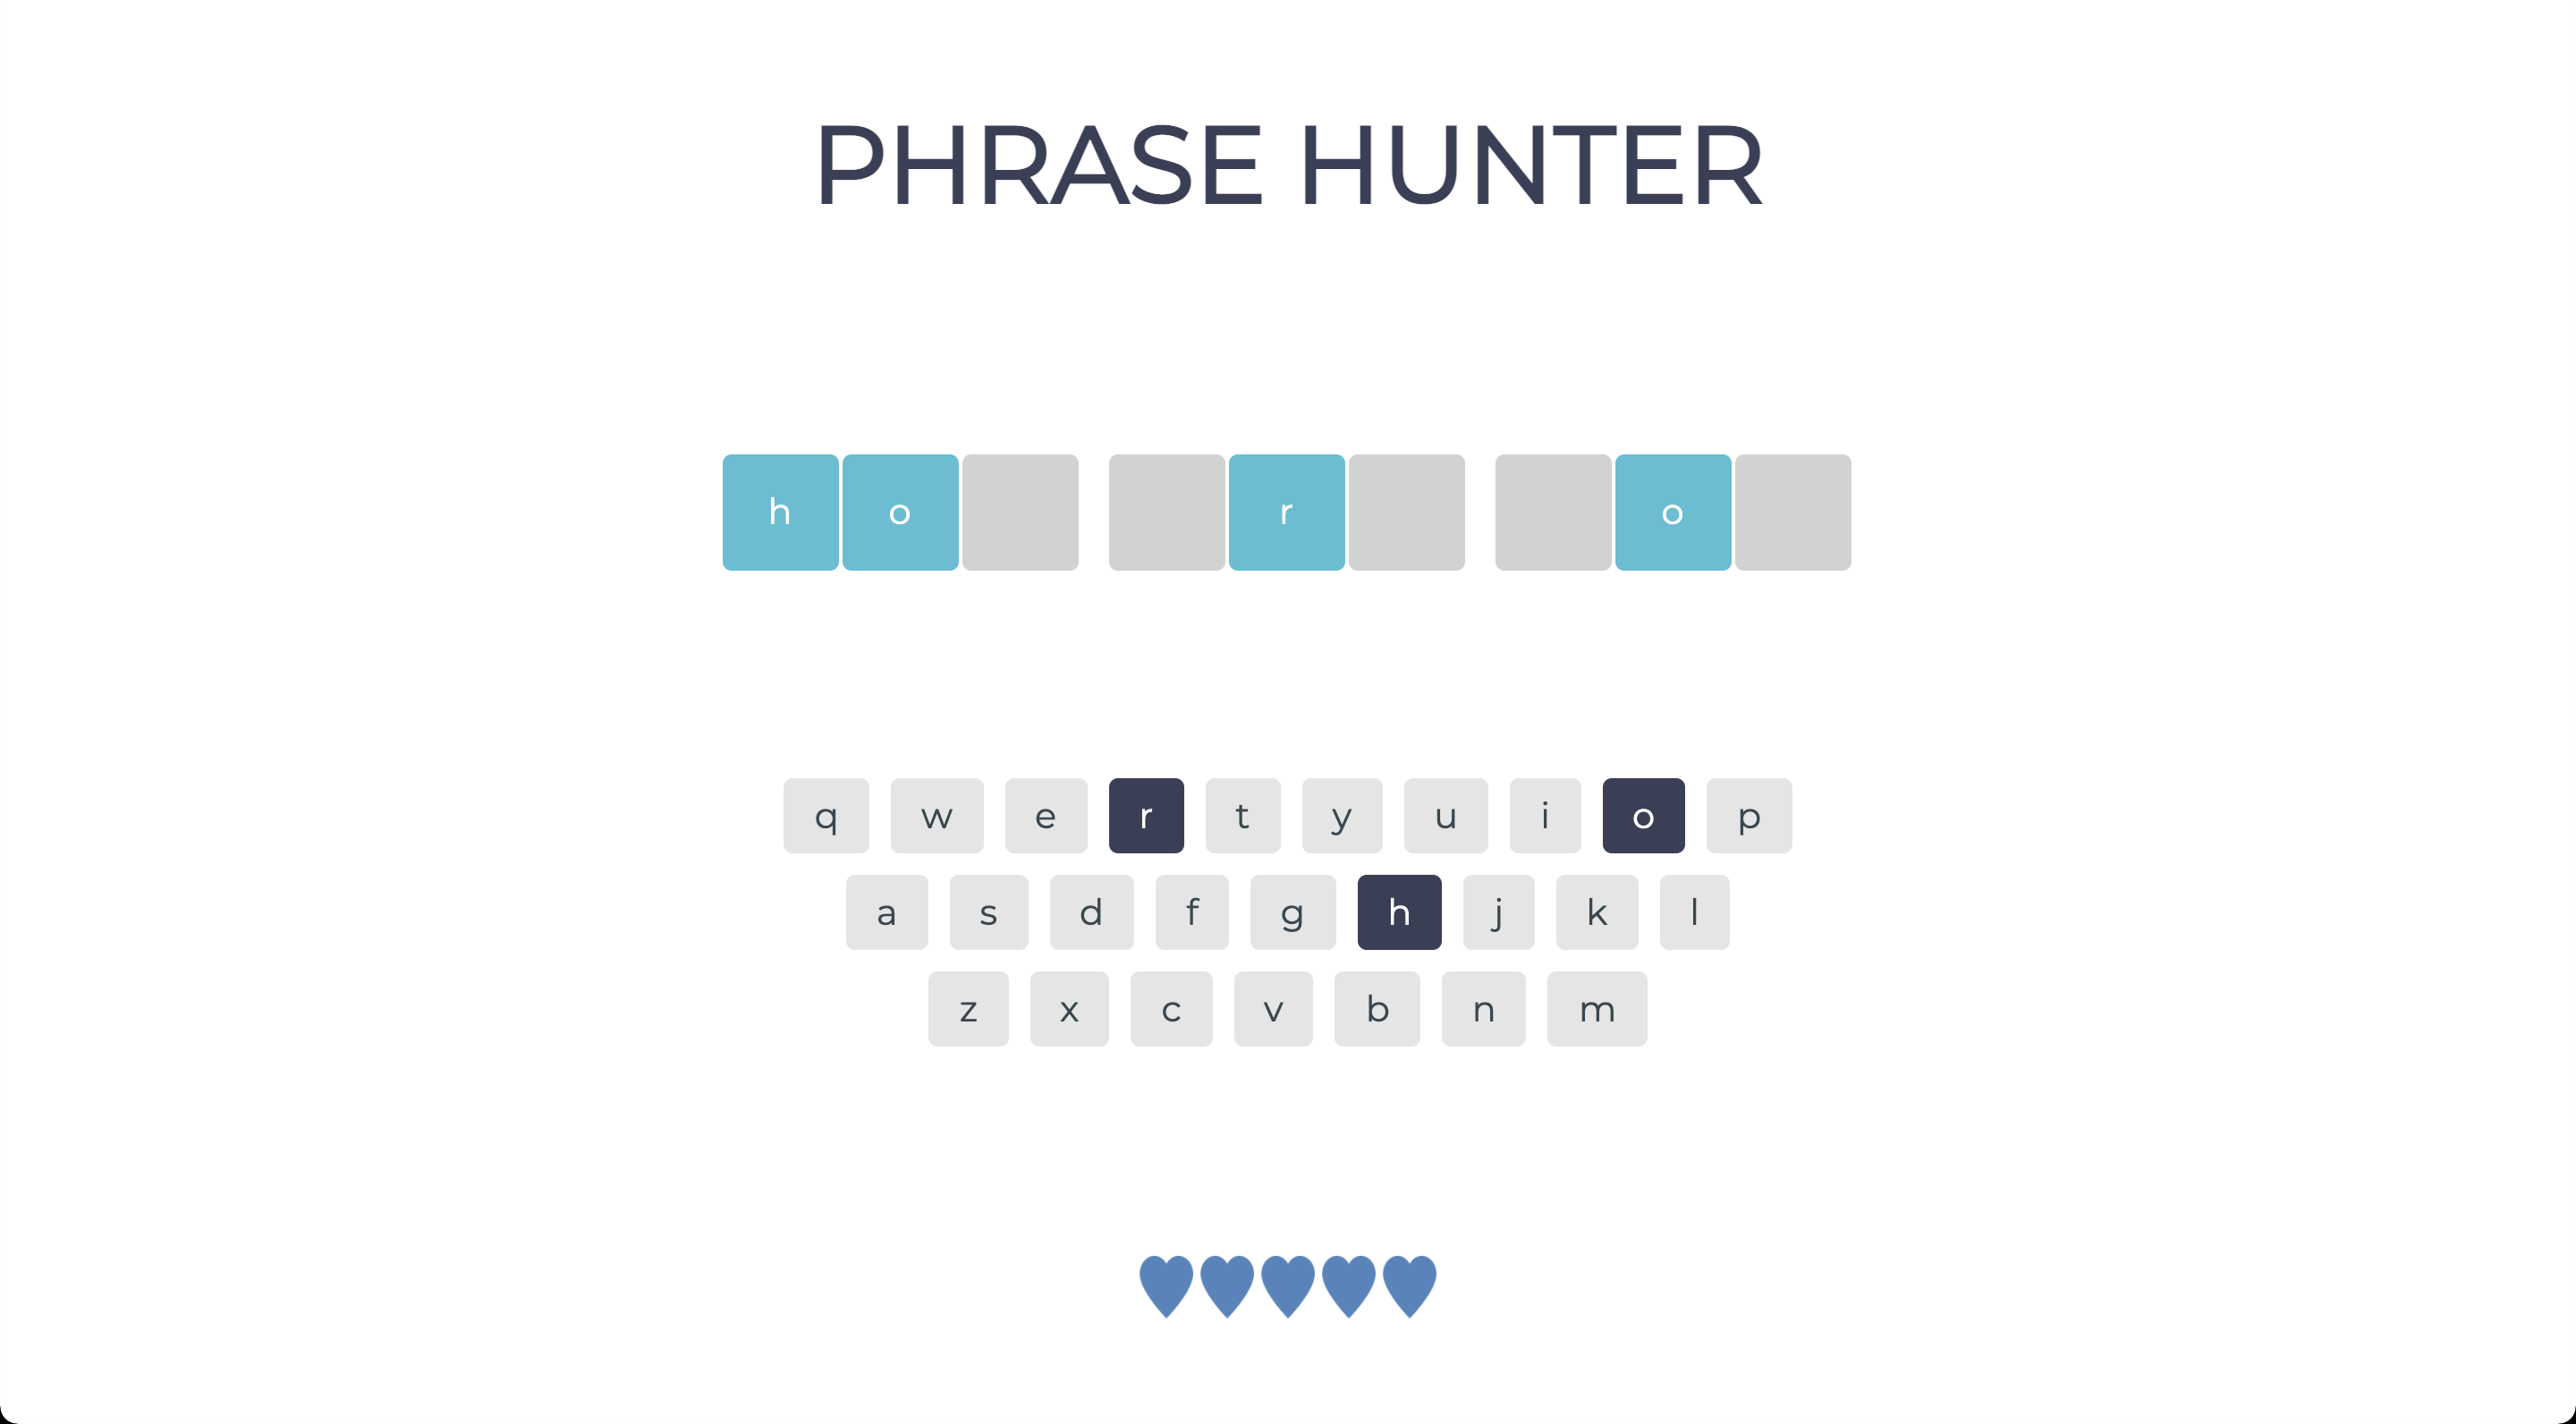 PHRASE HUNTER
h o r o
q w e r t y u i o p
a s d f g h j k l
z x c v b n m